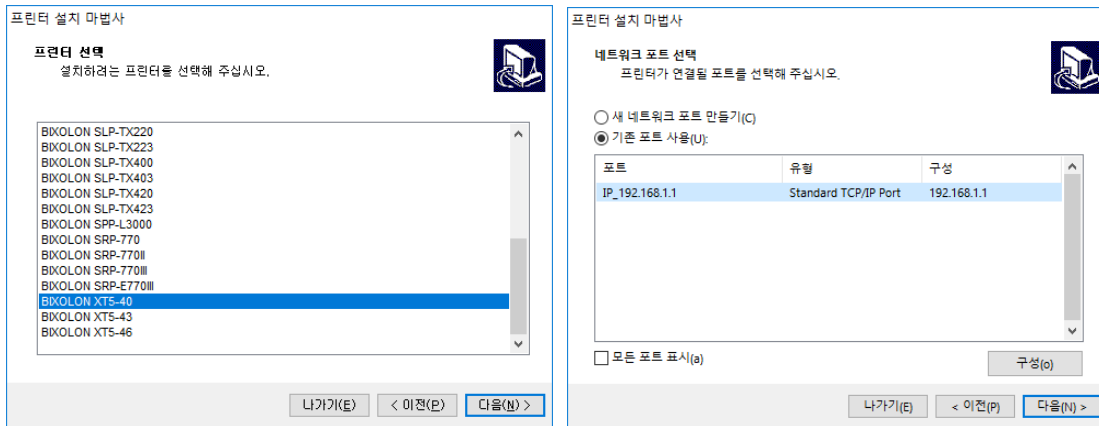 프린터 설치 마법사
프린터 선택
설치하려는 프린터를 선택해 주십시오.
BIXOLON SLP-TX220
BIXOLON SLP-TX223
BIXOLON SLP-TX400
BIXOLON SLP-TX403
BIXOLON SLP-TX420
BIXOLON SLP-TX423
BIXOLON SPP-L3000
BIXOLON SRP-770
BIXOLON SRP-770II
BIXOLON SRP-770III
BIXOLON SRP-E770III
BIXOLON XT5-40
BIXOLON XT5-43
BIXOLON XT5-46
나가기(E) < 이전(P) 다음(N) >
프린터 설치 마법사
네트워크 포트 선택
프린터가 연결될 포트를 선택해 주십시오.
새 네트워크 포트 만들기(C)
기존 포트 사용(U):
포트 유형 구성
IP_192.168.1.1 Standard TCP/IP Port 192.168.1.1
모든 포트 표시(a)
구성(o)
나가기(E) < 이전(P) 다음(N) >